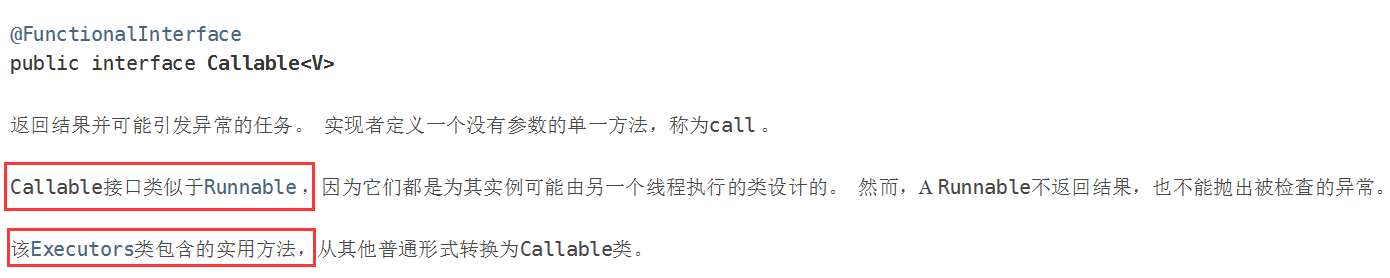 @FunctionalInterface
public interface Callable<V>
返回结果并可能引发异常的任务。 实现者定义一个没有参数的单一方法，称为call 。
Callable接口类似于Runnable ，因为它们都是为其实例可能由另一个线程执行的类设计的。 然而，A Runnable不返回结果，也不能抛出被检查的异常。
该Executors类包含的实用方法，从其他普通形式转换为Callable类。